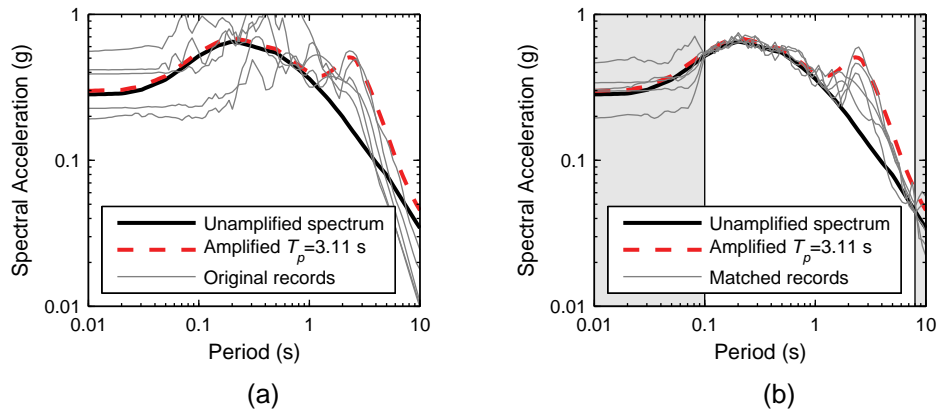 1
0.1
0.01
Spectral Acceleration (g)
Unamplified spectrum
Amplified Tp=3.11 s
Original records
0.01 0.1 1 10
Period (s)
(a)
1
0.1
0.01
Spectral Acceleration (g)
Unamplified spectrum
Amplified Tp=3.11 s
Matched records
0.01 0.1 1 10
Period (s)
(b)